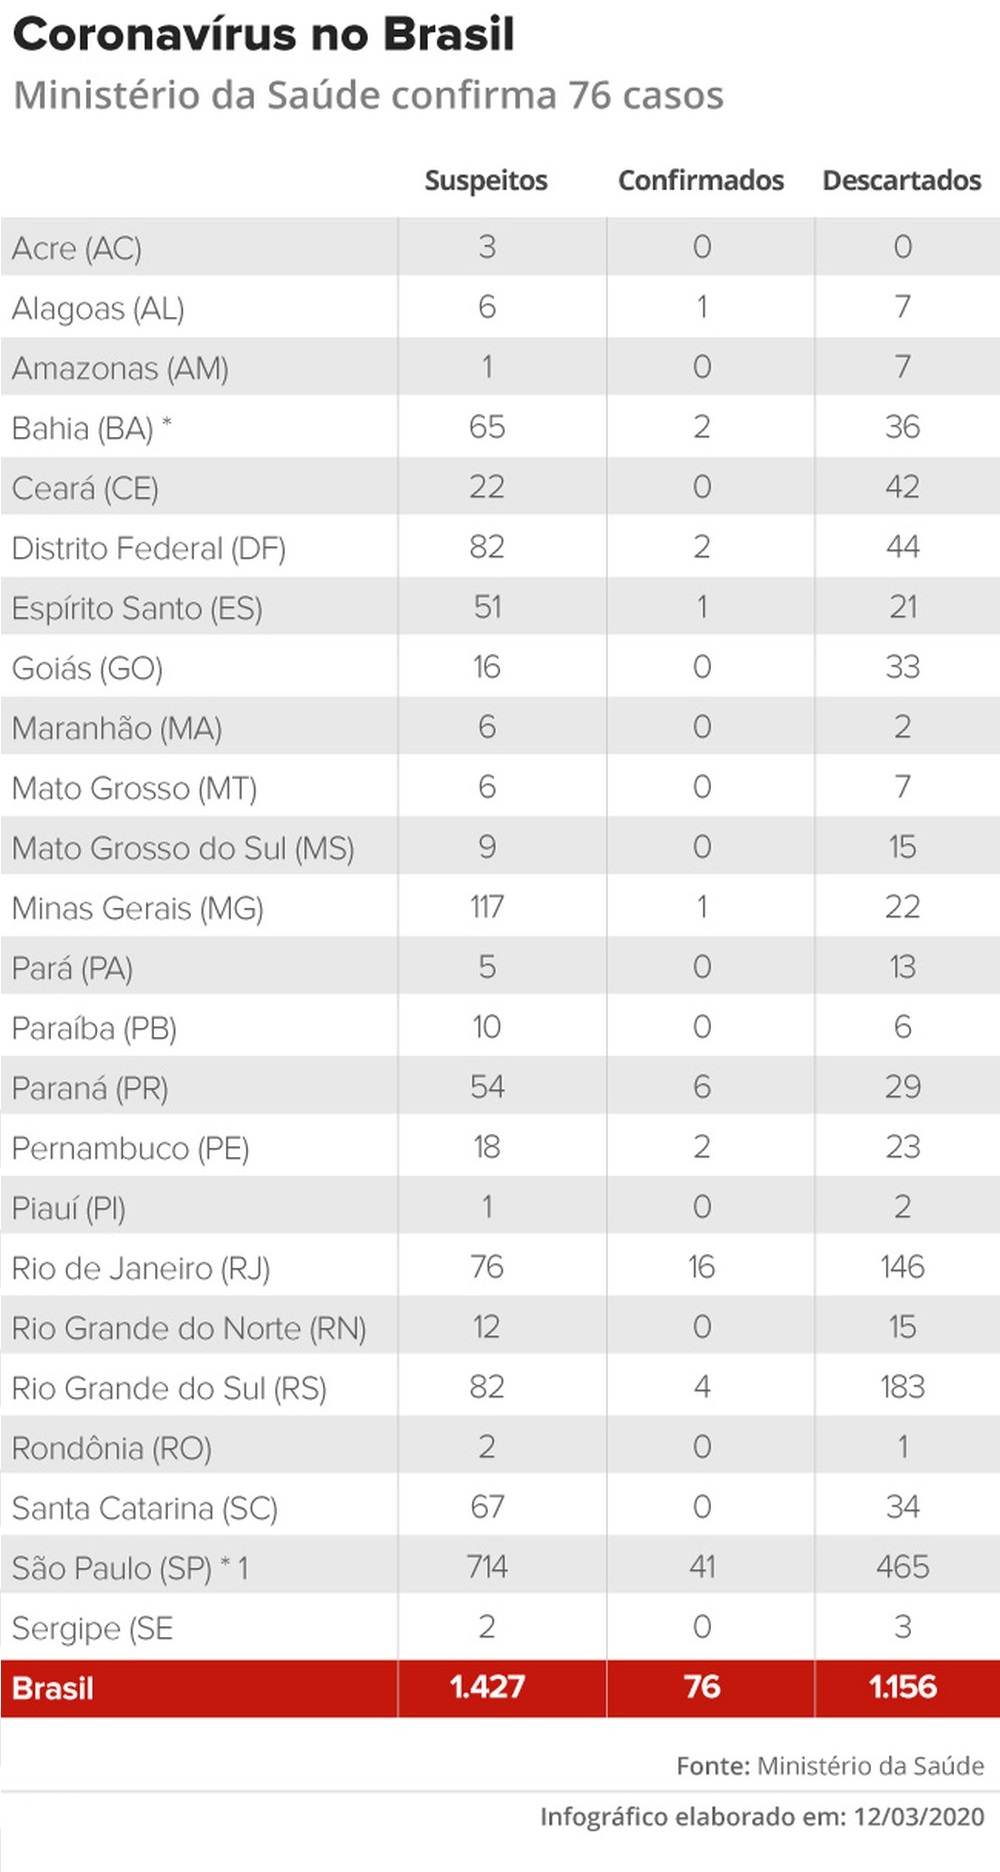 Coronavírus no Brasil
Ministério da Saúde confirma 76 casos
Suspeitos Confirmados Descartados
Acre (AC) 3 0 0
Alagoas (AL) 6 1 7
Amazonas (AM) 1 0 7
Bahia (BA) * 65 2 36
Ceará (CE) 22 0 42
Distrito Federal (DF) 82 2 44
Espírito Santo (ES) 51 1 21
Goiás (GO) 16 0 33
Maranhão (MA) 6 0 2
Mato Grosso (MT) 6 0 7
Mato Grosso do Sul (MS) 9 0 15
Minas Gerais (MG) 117 1 22
Pará (PA) 5 0 13
Paraíba (PB) 10 0 6
Paraná (PR) 54 6 29
Pernambuco (PE) 18 2 23
Piauí (PI) 1 0 2
Rio de Janeiro (RJ) 76 16 146
Rio Grande do Norte (RN) 12 0 15
Rio Grande do Sul (RS) 82 4 183
Rondônia (RO) 2 0 1
Santa Catarina (SC) 67 0 34
São Paulo (SP) * 1 714 41 465
Sergipe (SE 2 0 3
Brasil 1.427 76 1.156
Fonte: Ministério da Saúde
Infográfico elaborado em: 12/03/2020